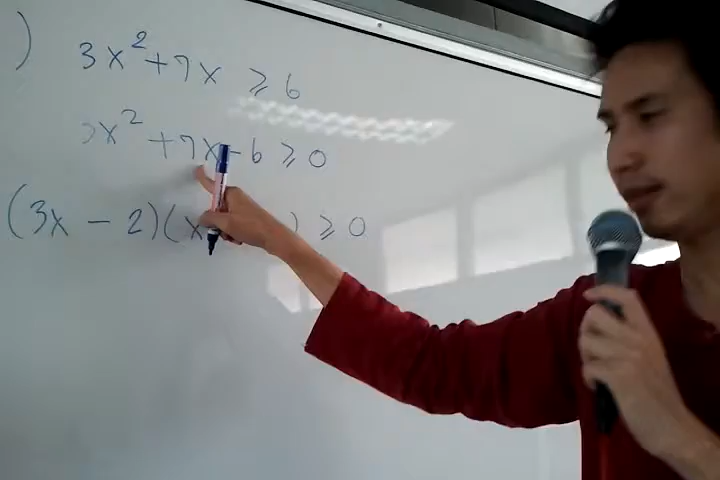 ) 3x² + 7x ≥ 6
x² + 7x - 6 ≥ 0
(3x - 2)(x ) ≥ 0